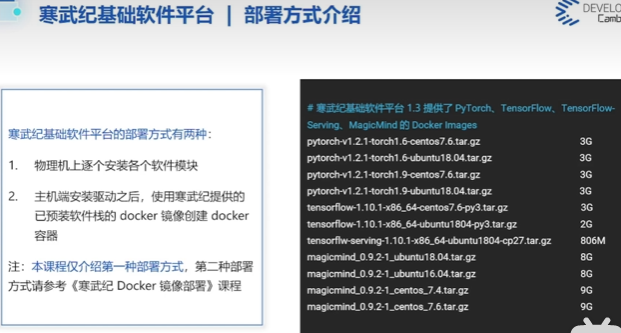 寒武纪基础软件平台 | 部署方式介绍
DEVELO
Camb
寒武纪基础软件平台的部署方式有两种：
1. 物理机上逐个安装各个软件模块
2. 主机端安装驱动之后，使用寒武纪提供的
已预装软件栈的 docker 镜像创建 docker
容器
注：本课程仅介绍第一种部署方式，第二种部署
方式请参考《寒武纪 Docker 镜像部署》课程
# 寒武纪基础软件平台 1.3 提供了 PyTorch、TensorFlow、TensorFlow-
Serving、MagicMind 的 Docker Images
pytorch-v1.2.1-torch1.6-centos7.6.tar.gz 3G
pytorch-v1.2.1-torch1.6-ubuntu18.04.tar.gz 3G
pytorch-v1.2.1-torch1.9-centos7.6.tar.gz 3G
pytorch-v1.2.1-torch1.9-ubuntu18.04.tar.gz 3G
tensorflow-1.10.1-x86_64-centos7.6-py3.tar.gz 3G
tensorflow-1.10.1-x86_64-ubuntu1804-py3.tar.gz 2G
tensorflw-serving-1.10.1-x86_64-ubuntu1804-cp27.tar.gz 806M
magicmind_0.9.2-1_ubuntu18.04.tar.gz 8G
magicmind_0.9.2-1_ubuntu16.04.tar.gz 8G
magicmind_0.9.2-1_centos_7.4.tar.gz 9G
magicmind_0.9.2-1_centos_7.6.tar.gz 9G